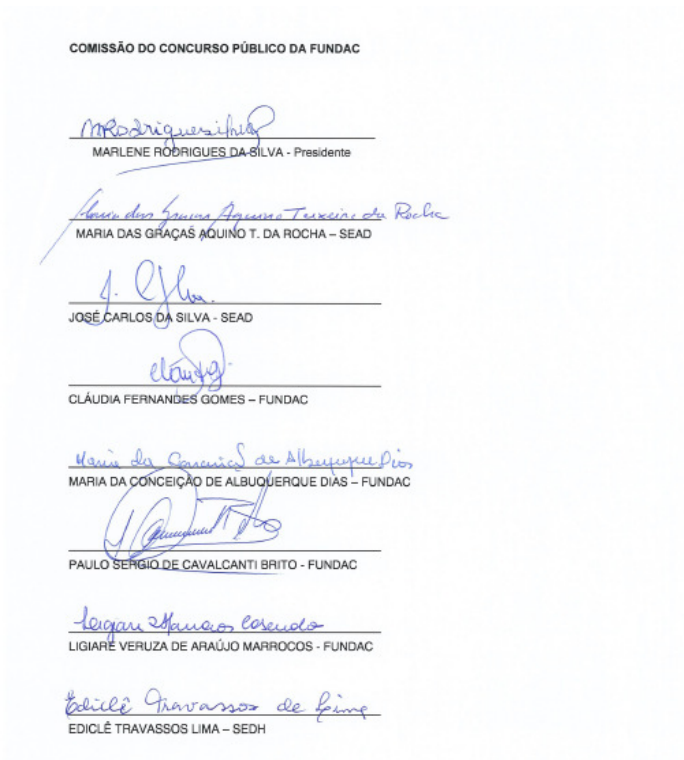 COMISSÃO DO CONCURSO PÚBLICO DA FUNDAC
MRodriguesilva
MARLENE RODRIGUES DA SILVA - Presidente
Maria das Graças Aquino Teixeira da Rocha
MARIA DAS GRAÇAS AQUINO T. DA ROCHA – SEAD
JOSÉ CARLOS DA SILVA - SEAD
CLÁUDIA FERNANDES GOMES – FUNDAC
Maria da Conceição de Albuquerque Dias
MARIA DA CONCEIÇÃO DE ALBUQUERQUE DIAS – FUNDAC
PAULO SERGIO DE CAVALCANTI BRITO - FUNDAC
LIGIARE VERUZA DE ARAÚJO MARROCOS - FUNDAC
Ediclê Travassos de Lima
EDICLÊ TRAVASSOS LIMA – SEDH